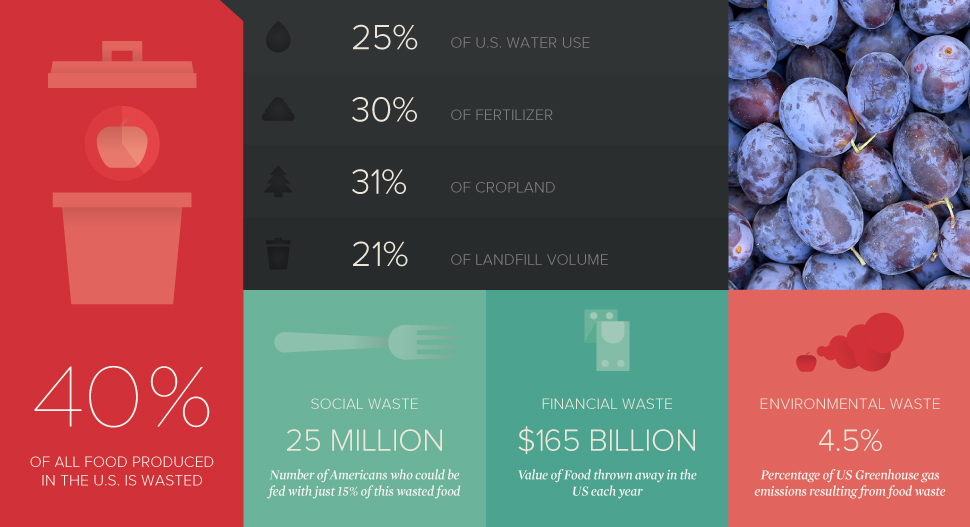 25% OF U.S. WATER USE
30% OF FERTILIZER
31% OF CROPLAND
21% OF LANDFILL VOLUME
40%
OF ALL FOOD PRODUCED
IN THE U.S. IS WASTED
SOCIAL WASTE
25 MILLION
Number of Americans who could be
fed with just 15% of this wasted food
FINANCIAL WASTE
$165 BILLION
Value of Food thrown away in the
US each year
ENVIRONMENTAL WASTE
4.5%
Percentage of US Greenhouse gas
emissions resulting from food waste